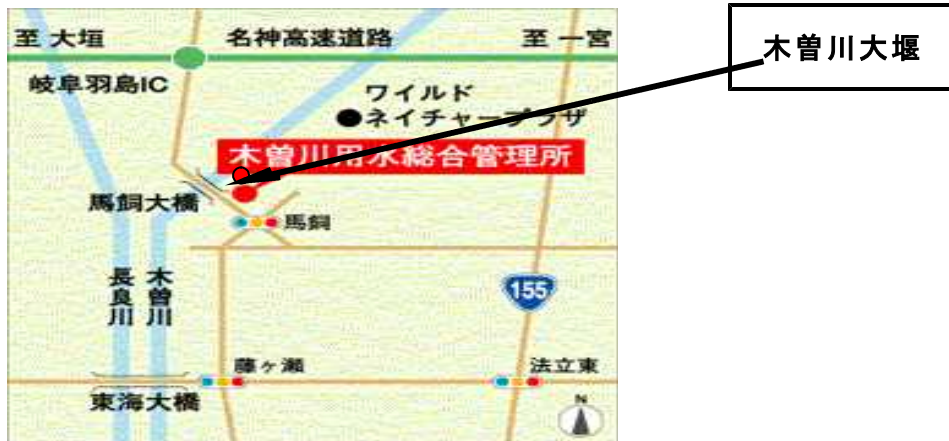 至 大垣
名神高速道路
至 一宮
木曽川大堰
岐阜羽島IC
ワイルド
ネイチャープラザ
木曽川用水総合管理所
馬飼大橋
馬飼
長良川
木曽川
155
藤ヶ瀬
法立東
東海大橋
N